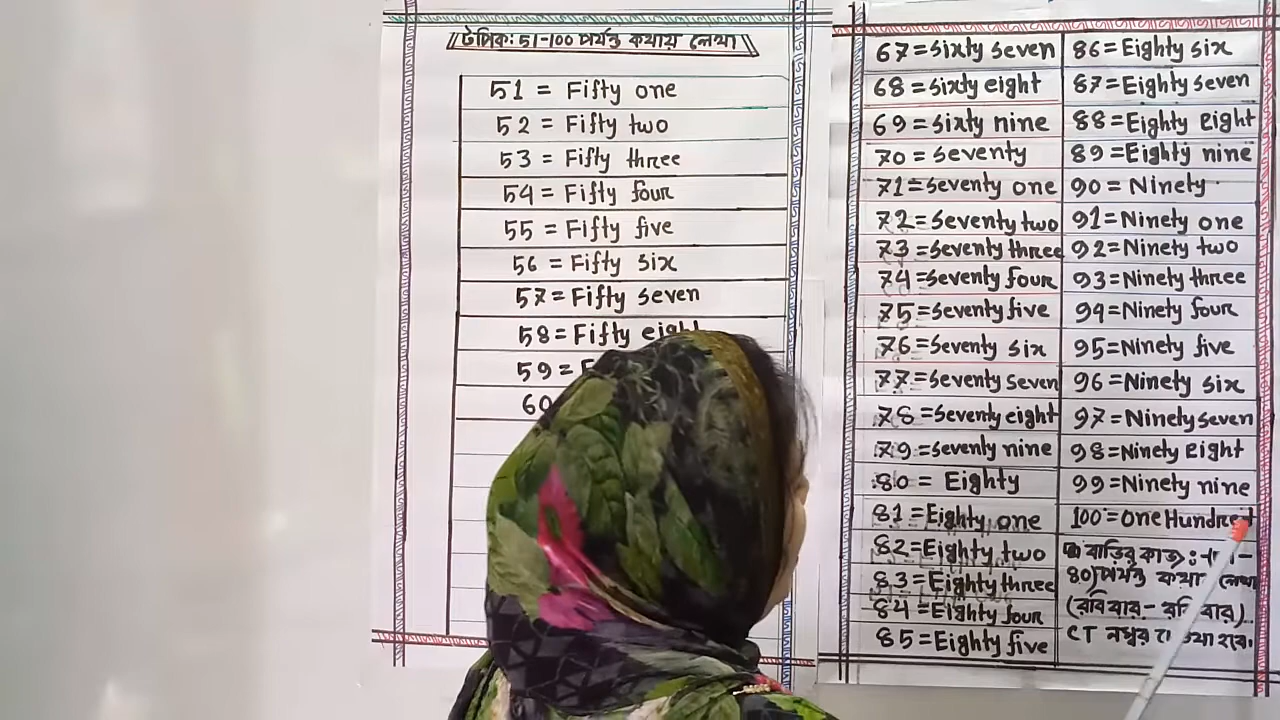 টপিক: 51-100 পর্যন্ত কথায় লেখা
51 = Fifty one
52 = Fifty two
53 = Fifty three
54 = Fifty four
55 = Fifty five
56 = Fifty six
57 = Fifty seven
58 = Fifty eight
59 =
60
67 = Sixty seven
68 = Sixty eight
69 = Sixty nine
70 = Seventy
71 = Seventy one
72 = Seventy two
73 = Seventy three
74 = Seventy four
75 = Seventy five
76 = Seventy six
77 = Seventy seven
78 = Seventy eight
79 = Seventy nine
80 = Eighty
81 = Eighty one
82 = Eighty two
83 = Eighty three
84 = Eighty four
85 = Eighty five
86 = Eighty six
87 = Eighty seven
88 = Eighty eight
89 = Eighty nine
90 = Ninety
91 = Ninety one
92 = Ninety two
93 = Ninety three
94 = Ninety four
95 = Ninety five
96 = Ninety six
97 = Ninety seven
98 = Ninety eight
99 = Ninety nine
100 = One Hundred
বাড়ির কাজ:
80) পর্যন্ত কথায় লেখা
(রবিবার - রবিবার)
CT নম্বর হবে।